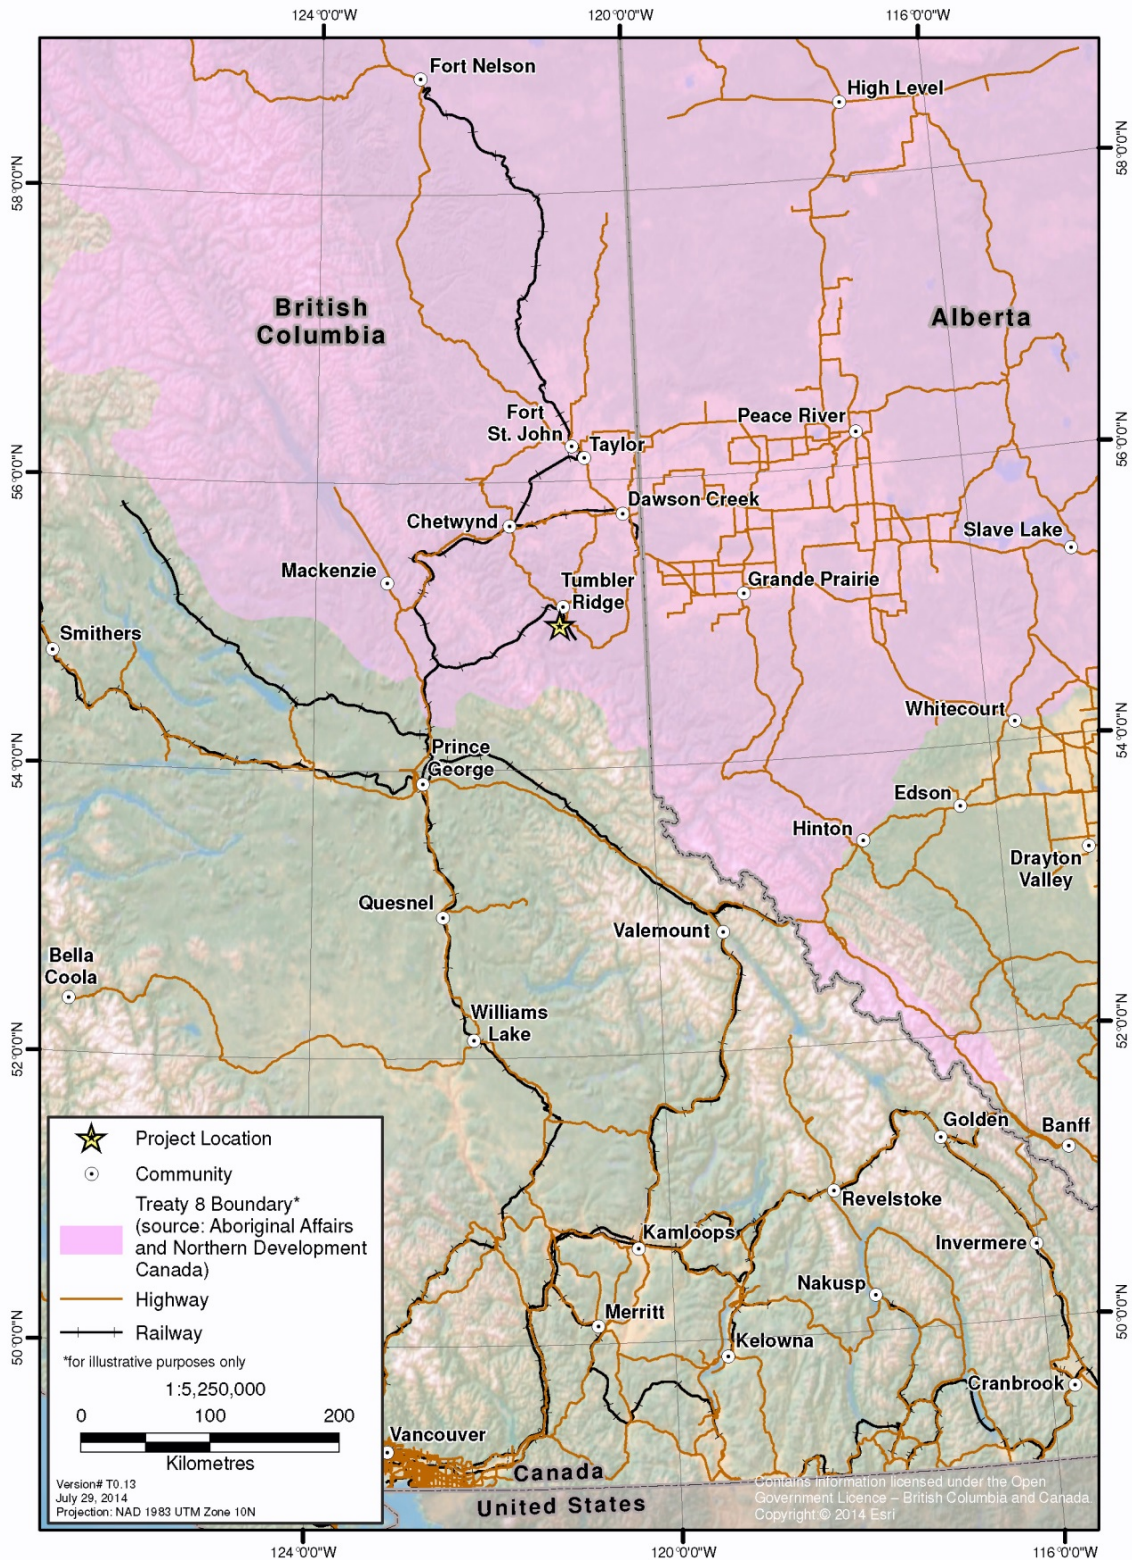 124°0'0"W
120°0'0"W
116°0'0"W
Fort Nelson
High Level
58°0'0"N
58°0'0"N
British
Columbia
Alberta
Fort
St. John
Taylor
Peace River
56°0'0"N
56°0'0"N
Chetwynd
Dawson Creek
Slave Lake
Mackenzie
Tumbler
Ridge
Grande Prairie
Smithers
Whitecourt
54°0'0"N
54°0'0"N
Prince
George
Edson
Hinton
Drayton
Valley
Quesnel
Valemount
Bella
Coola
Williams
Lake
52°0'0"N
52°0'0"N
Golden
Banff
Revelstoke
Kamloops
Invermere
Nakusp
Merritt
Kelowna
50°0'0"N
50°0'0"N
Cranbrook
Vancouver
Canada
United States
Project Location
Community
Treaty 8 Boundary*
(source: Aboriginal Affairs
and Northern Development
Canada)
Highway
Railway
*for illustrative purposes only
1:5,250,000
0 100 200
Kilometres
Version# T0.13
July 29, 2014
Projection: NAD 1983 UTM Zone 10N
Contains information licensed under the Open
Government Licence – British Columbia and Canada.
Copyright:© 2014 Esri
124°0'0"W
120°0'0"W
116°0'0"W